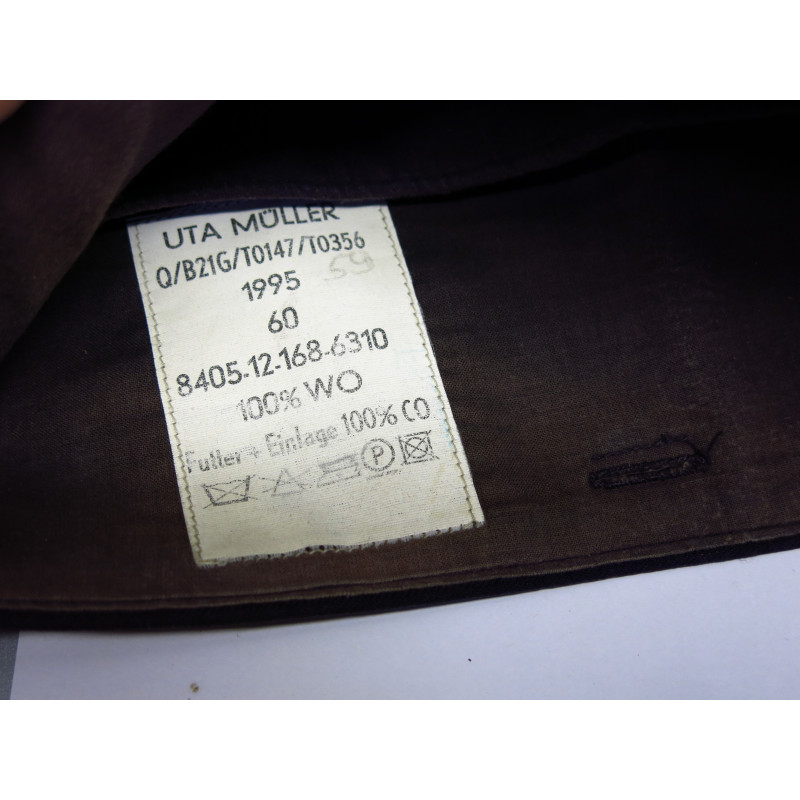 UTA MÜLLER
Q/B21G/T0147/T0356
59
1995
60
8405-12-168-6310
100% WO
Futter + Einlage 100% CO
P